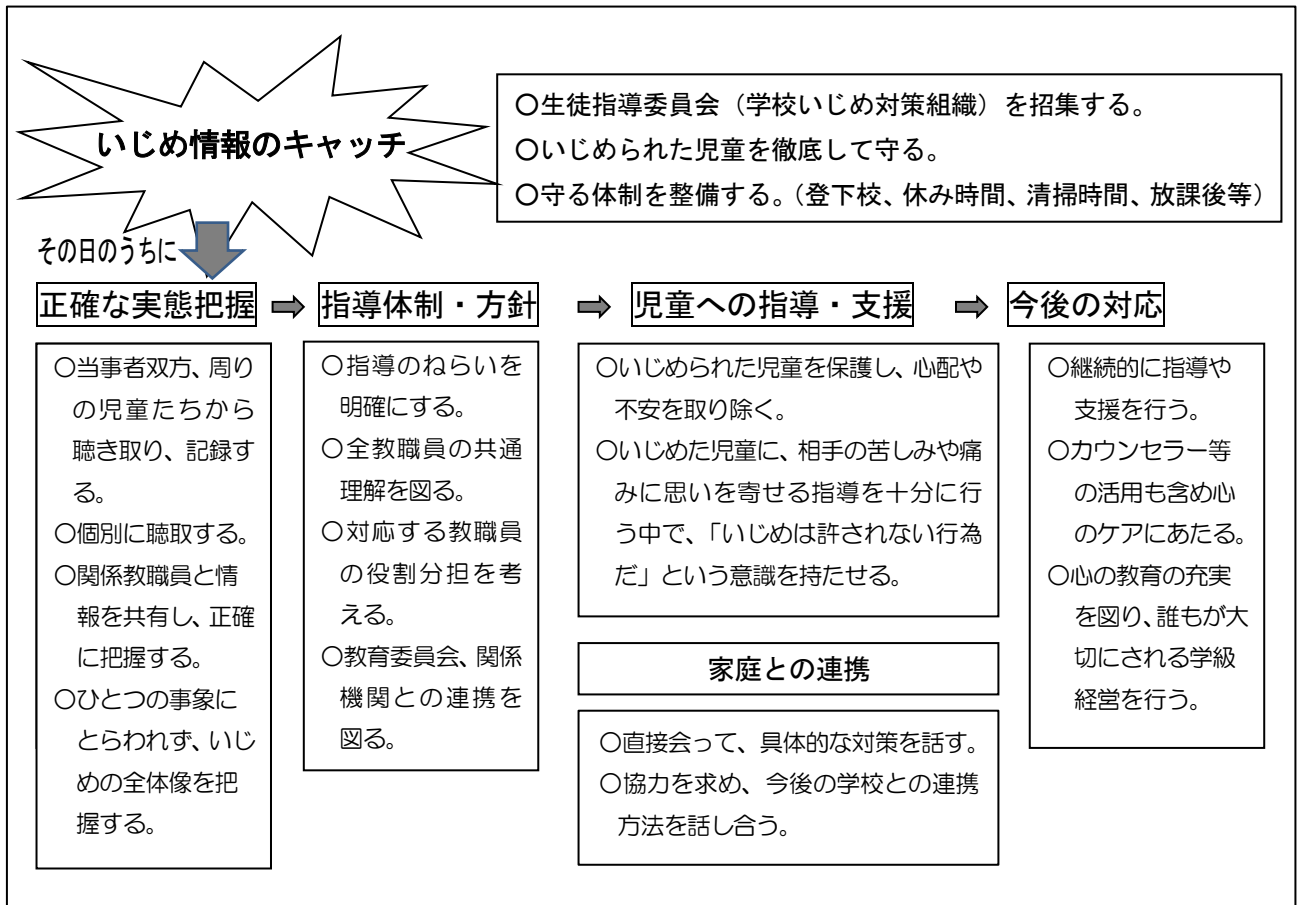 いじめ情報のキャッチ
〇生徒指導委員会（学校いじめ対策組織）を招集する。
〇いじめられた児童を徹底して守る。
〇守る体制を整備する。（登下校、休み時間、清掃時間、放課後等）
その日のうちに
正確な実態把握
〇当事者双方、周り
の児童たちから
聴き取り、記録す
る。
〇個別に聴取する。
〇関係教職員と情
報を共有し、正確
に把握する。
〇ひとつの事象に
とらわれず、いじ
めの全体像を把
握する。
指導体制・方針
〇指導のねらいを
明確にする。
〇全教職員の共通
理解を図る。
〇対応する教職員
の役割分担を考
える。
〇教育委員会、関係
機関との連携を
図る。
児童への指導・支援
〇いじめられた児童を保護し、心配や
不安を取り除く。
〇いじめた児童に、相手の苦しみや痛
みに思いを寄せる指導を十分に行
う中で、「いじめは許されない行為
だ」という意識を持たせる。
家庭との連携
〇直接会って、具体的な対策を話す。
〇協力を求め、今後の学校との連携
方法を話し合う。
今後の対応
〇継続的に指導や
支援を行う。
〇カウンセラー等
の活用も含め心
のケアにあたる。
〇心の教育の充実
を図り、誰もが大
切にされる学級
経営を行う。